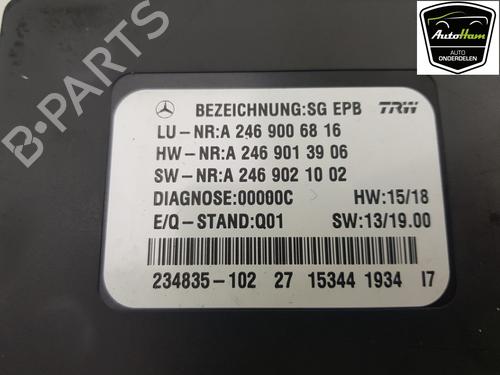 AutoHam
AUTO
ONDERDELEN
BEZEICHNUNG:SG EPB TRW
LU-NR:A 246 900 68 16
HW-NR:A 246 901 39 06
SW-NR:A 246 902 10 02
DIAGNOSE:00000C HW:15/18
E/Q-STAND:Q01 SW:13/19.00
234835-102 27 15344 1934 I7
B-PARTS